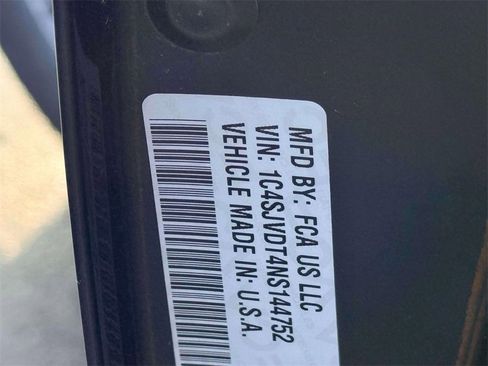 MFD BY: FCA US LLC
VIN: 1C4SJVDT4NS144752
VEHICLE MADE IN: U.S.A.